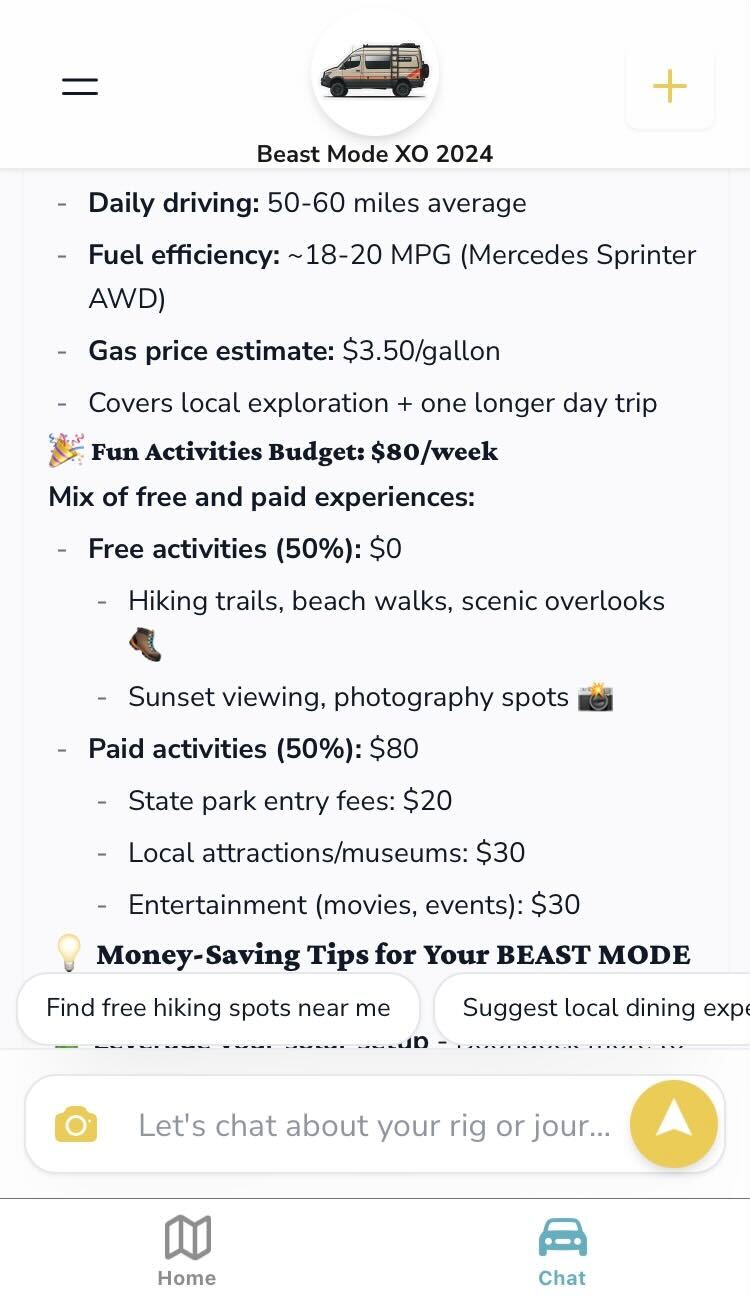 Beast Mode XO 2024
- Daily driving: 50-60 miles average
- Fuel efficiency: ~18-20 MPG (Mercedes Sprinter
AWD)
- Gas price estimate: $3.50/gallon
- Covers local exploration + one longer day trip
🎉 Fun Activities Budget: $80/week
Mix of free and paid experiences:
- Free activities (50%): $0
- Hiking trails, beach walks, scenic overlooks
🥾
- Sunset viewing, photography spots 📸
- Paid activities (50%): $80
- State park entry fees: $20
- Local attractions/museums: $30
- Entertainment (movies, events): $30
💡 Money-Saving Tips for Your BEAST MODE
Find free hiking spots near me
Suggest local dining expe
Leverage your solar setup -
Let's chat about your rig or jour...
Home
Chat